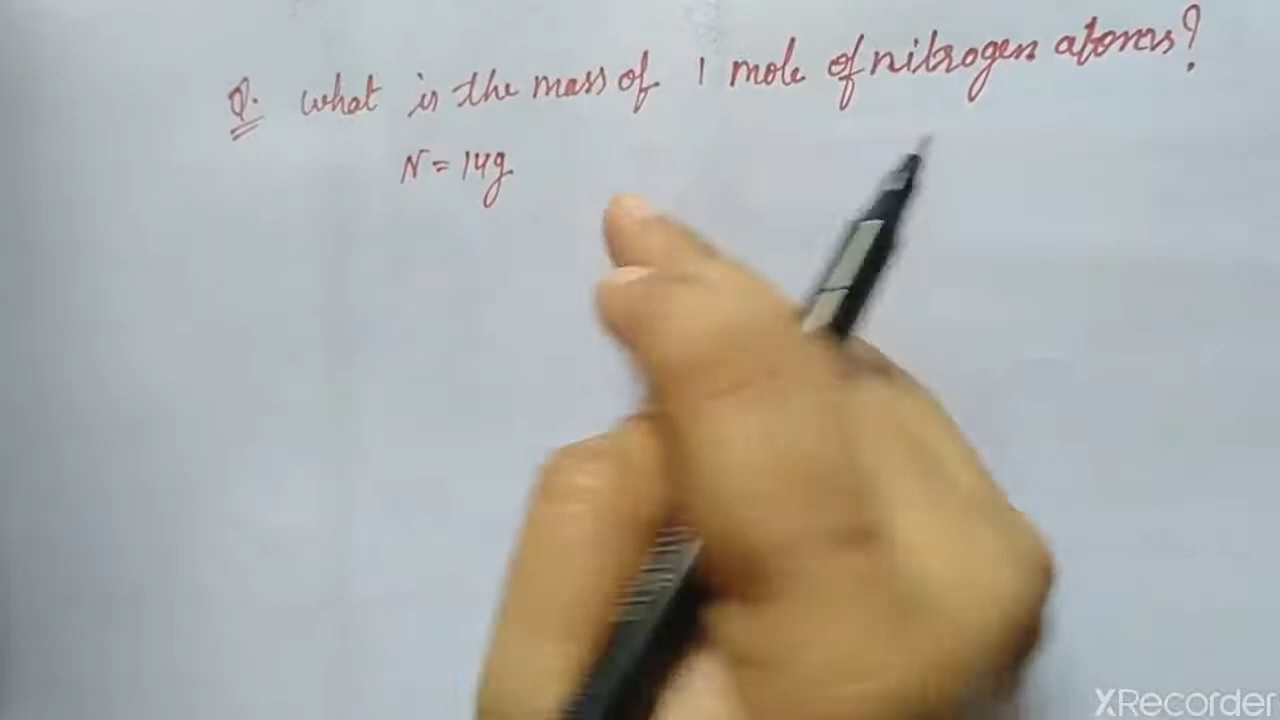 Q. What is the mass of 1 mole of nitrogen atoms?
N = 14g
XRecorder